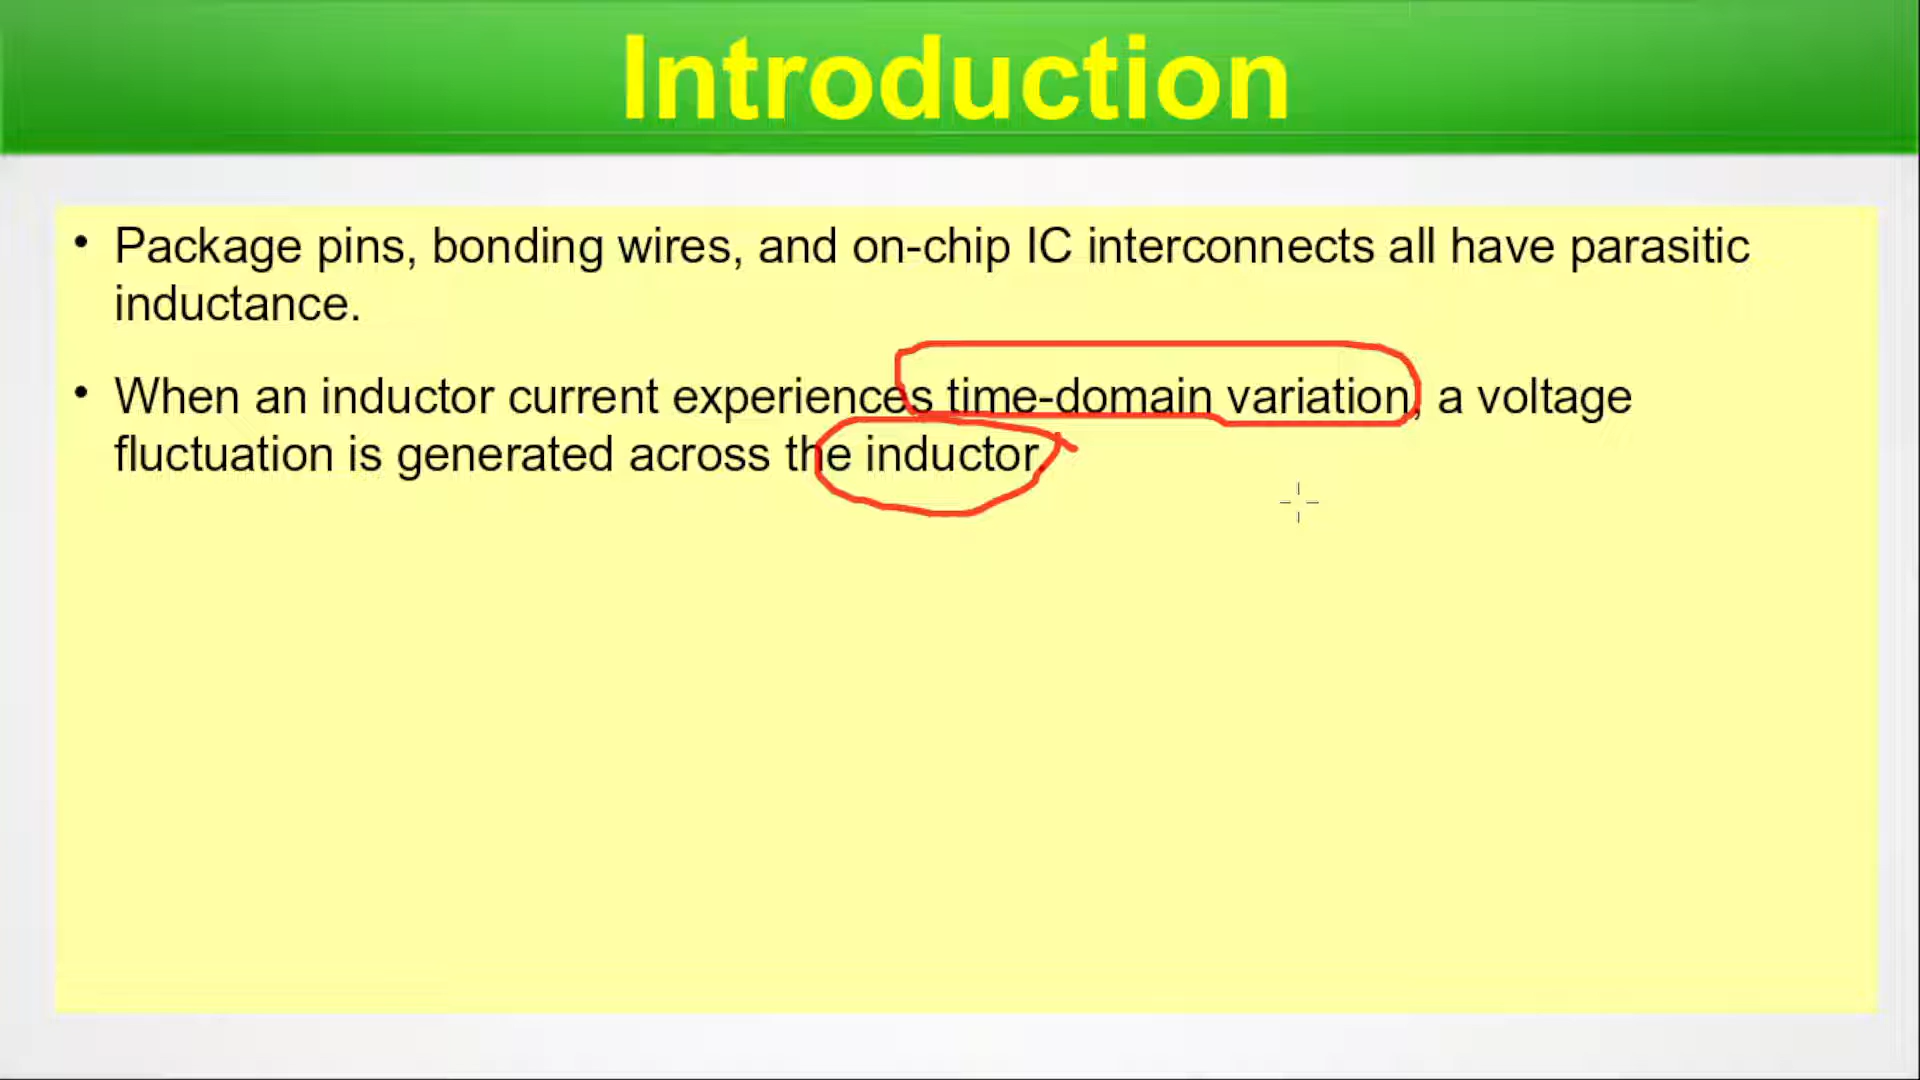 Introduction
• Package pins, bonding wires, and on-chip IC interconnects all have parasitic
inductance.
• When an inductor current experiences time-domain variation, a voltage
fluctuation is generated across the inductor.